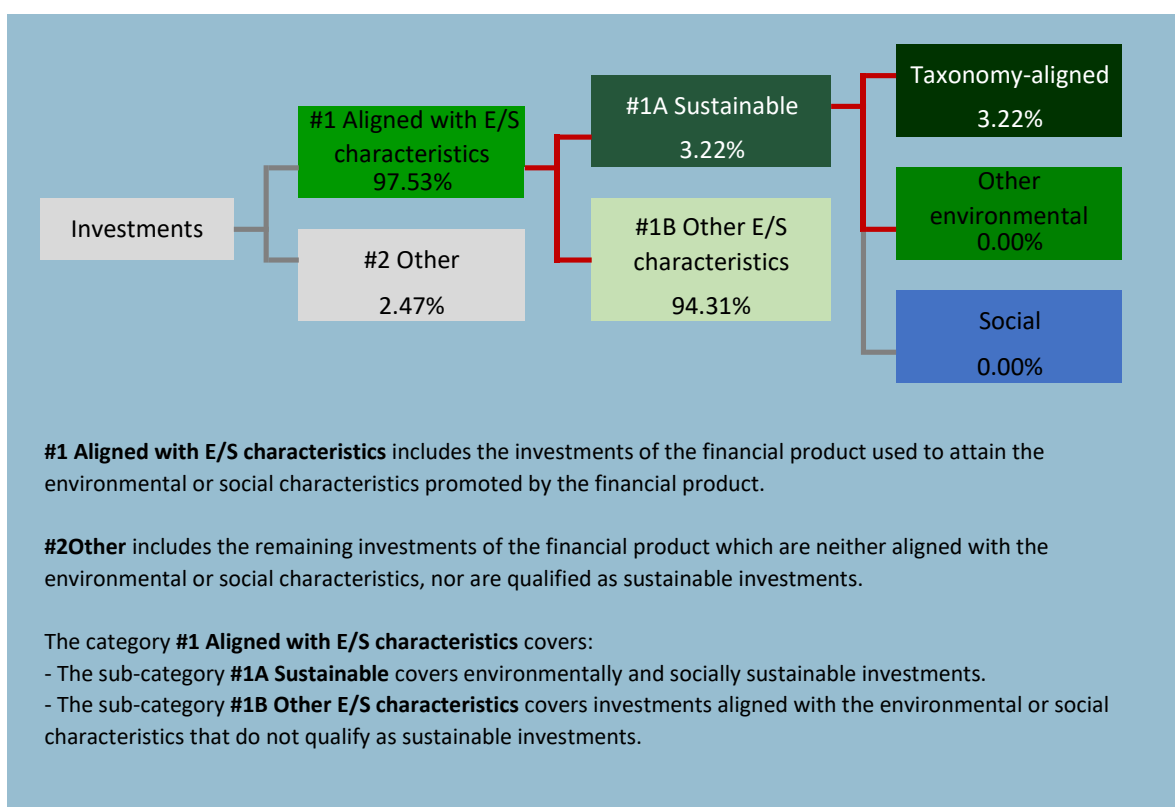 Investments
#1 Aligned with E/S
characteristics
97.53%
#2 Other
2.47%
#1A Sustainable
3.22%
#1B Other E/S
characteristics
94.31%
Taxonomy-aligned
3.22%
Other
environmental
0.00%
Social
0.00%
#1 Aligned with E/S characteristics includes the investments of the financial product used to attain the
environmental or social characteristics promoted by the financial product.
#2Other includes the remaining investments of the financial product which are neither aligned with the
environmental or social characteristics, nor are qualified as sustainable investments.
The category #1 Aligned with E/S characteristics covers:
- The sub-category #1A Sustainable covers environmentally and socially sustainable investments.
- The sub-category #1B Other E/S characteristics covers investments aligned with the environmental or social
characteristics that do not qualify as sustainable investments.